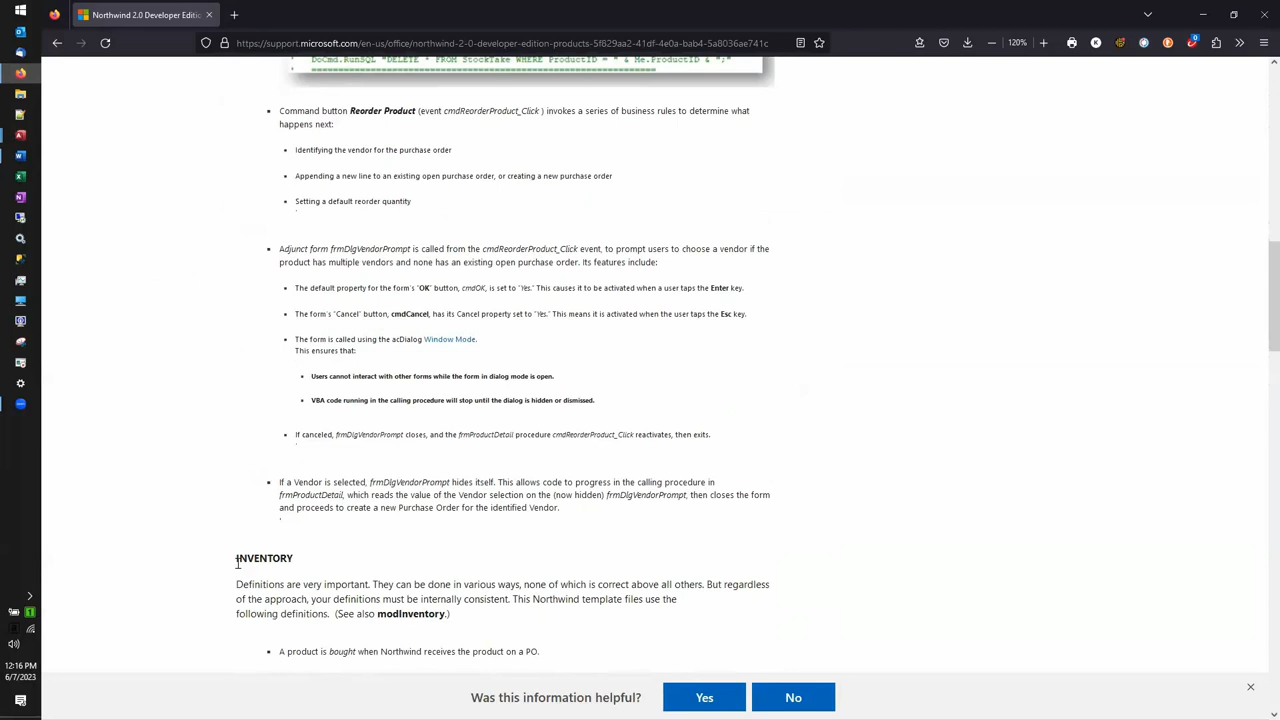 Northwind 2.0 Developer Editio
https://support.microsoft.com/en-us/office/northwind-2-0-developer-edition-products-5f829aa2-41df-4e0a-bab4-5a8036ae741c
120%
DoCmd.RunSQL "DELETE * FROM StockTake WHERE ProductID = " & Me.ProductID & ";"
Command button Reorder Product (event cmdReorderProduct_Click ) invokes a series of business rules to determine what
happens next:
Identifying the vendor for the purchase order
Appending a new line to an existing open purchase order, or creating a new purchase order
Setting a default reorder quantity
Adjunct form frmDlgVendorPrompt is called from the cmdReorderProduct_Click event, to prompt users to choose a vendor if the
product has multiple vendors and none has an existing open purchase order. Its features include:
The default property for the form's "OK" button, cmdOK, is set to "Yes." This causes it to be activated when a user taps the Enter key.
The form's "Cancel" button, cmdCancel, has its Cancel property set to "Yes." This means it is activated when the user taps the Esc key.
The form is called using the acDialog Window Mode.
This ensures that:
Users cannot interact with other forms while the form in dialog mode is open.
VBA code running in the calling procedure will stop until the dialog is hidden or dismissed.
If canceled, frmDlgVendorPrompt closes, and the frmProductDetail procedure cmdReorderProduct_Click reactivates, then exits.
If a Vendor is selected, frmDlgVendorPrompt hides itself. This allows code to progress in the calling procedure in
frmProductDetail, which reads the value of the Vendor selection on the (now hidden) frmDlgVendorPrompt, then closes the form
and proceeds to create a new Purchase Order for the identified Vendor.
INVENTORY
Definitions are very important. They can be done in various ways, none of which is correct above all others. But regardless
of the approach, your definitions must be internally consistent. This Northwind template files use the
following definitions. (See also modInventory.)
A product is bought when Northwind receives the product on a PO.
Was this information helpful?
Yes
No
12:16 PM
6/7/2023